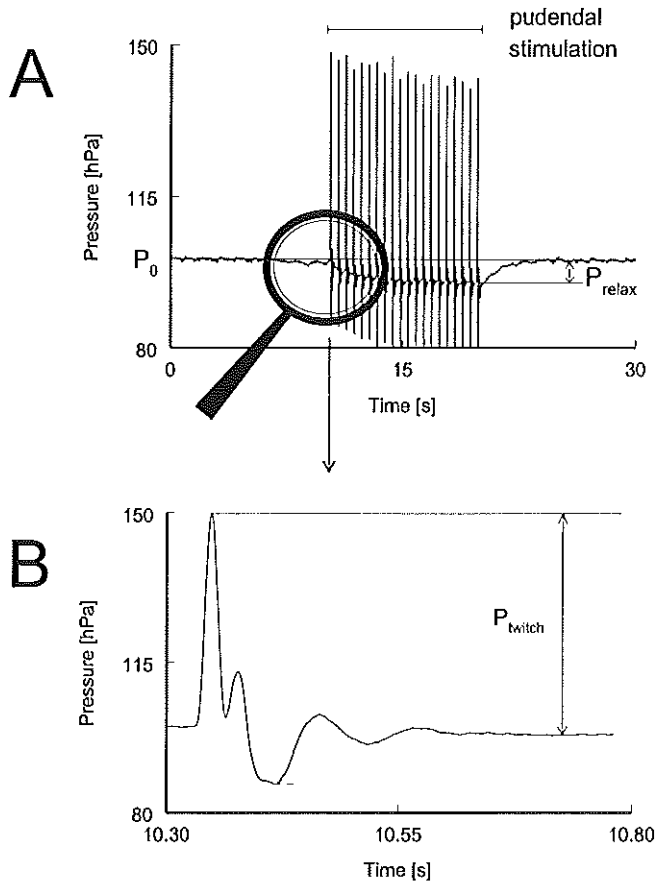 A
pudendal
stimulation
150
115
80
Pressure [hPa]
P0
Prelax
0
15
30
Time [s]
B
150
115
80
Pressure [hPa]
Ptwitch
10.30
10.55
10.80
Time [s]